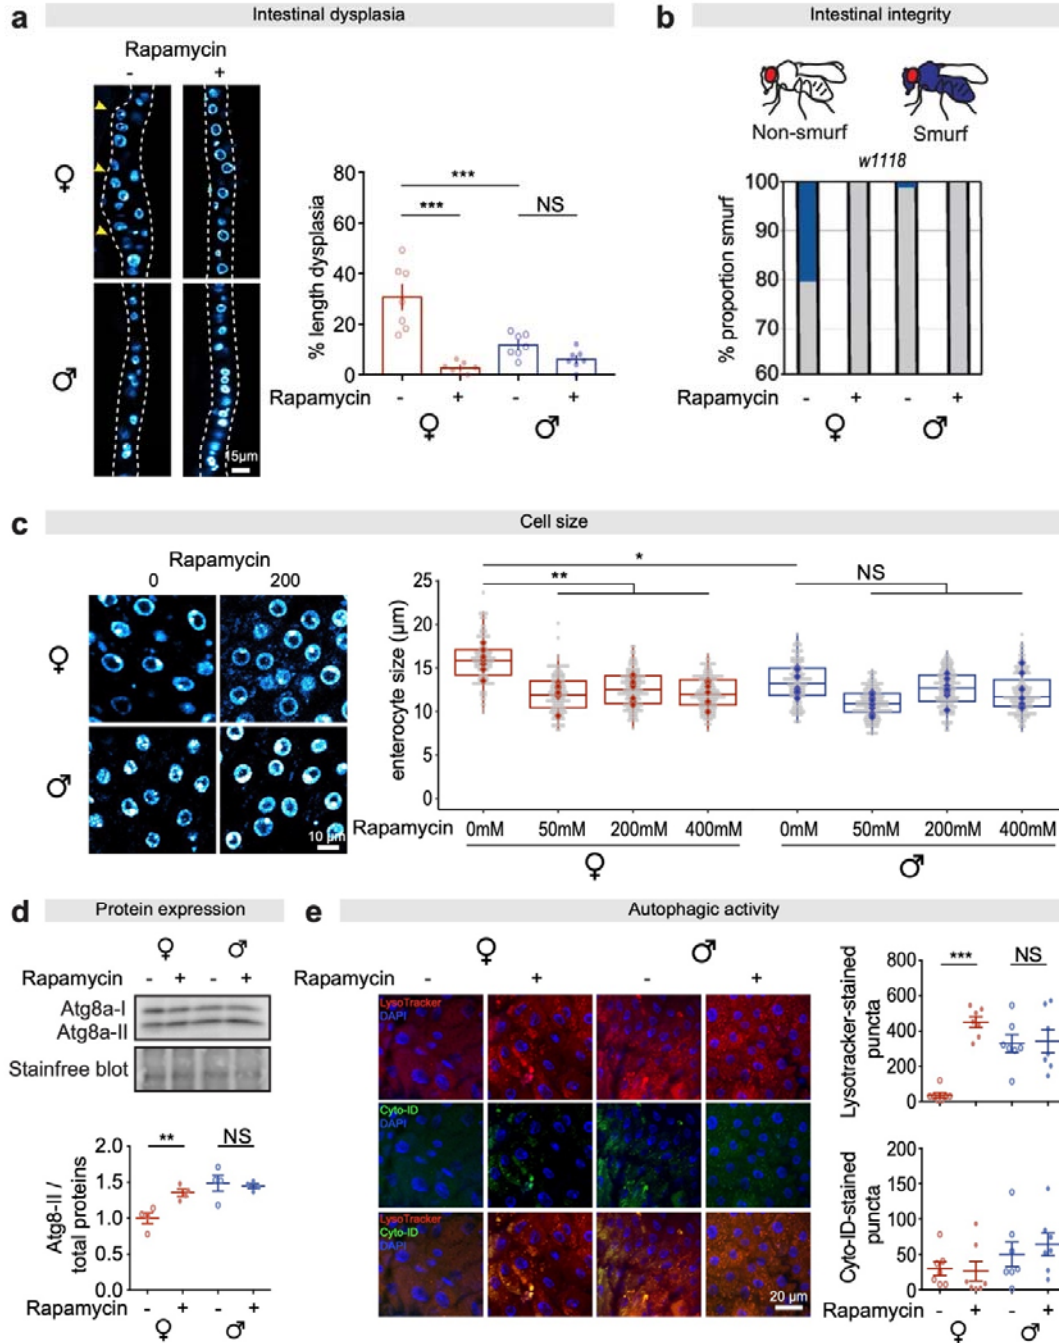 a
Intestinal dysplasia
Rapamycin
- +
♀
♂
15µm
% length dysplasia
80
60
40
20
0
***
***
NS
Rapamycin - + - +
♀ ♂
b
Intestinal integrity
Non-smurf Smurf
w1118
% proportion smurf
100
90
80
70
60
Rapamycin - + - +
♀ ♂
c
Cell size
Rapamycin
0 200
♀
♂
10 µm
enterocyte size (µm)
25
20
15
10
5
0
*
**
NS
Rapamycin 0mM 50mM 200mM 400mM 0mM 50mM 200mM 400mM
♀ ♂
d
Protein expression
♀ ♂
Rapamycin - + - +
Atg8a-I
Atg8a-II
Stainfree blot
Atg8-II /
total proteins
2.0
1.5
1.0
0.5
0.0
** NS
Rapamycin - + - +
♀ ♂
e
Autophagic activity
♀ ♂
- + - +
LysoTracker
DAPI
Cyto-ID
DAPI
LysoTracker
Cyto-ID
DAPI
20 µm
Lysotracker-stained
puncta
800
600
400
200
0
*** NS
Cyto-ID-stained
puncta
200
150
100
50
0
Rapamycin - + - +
♀ ♂